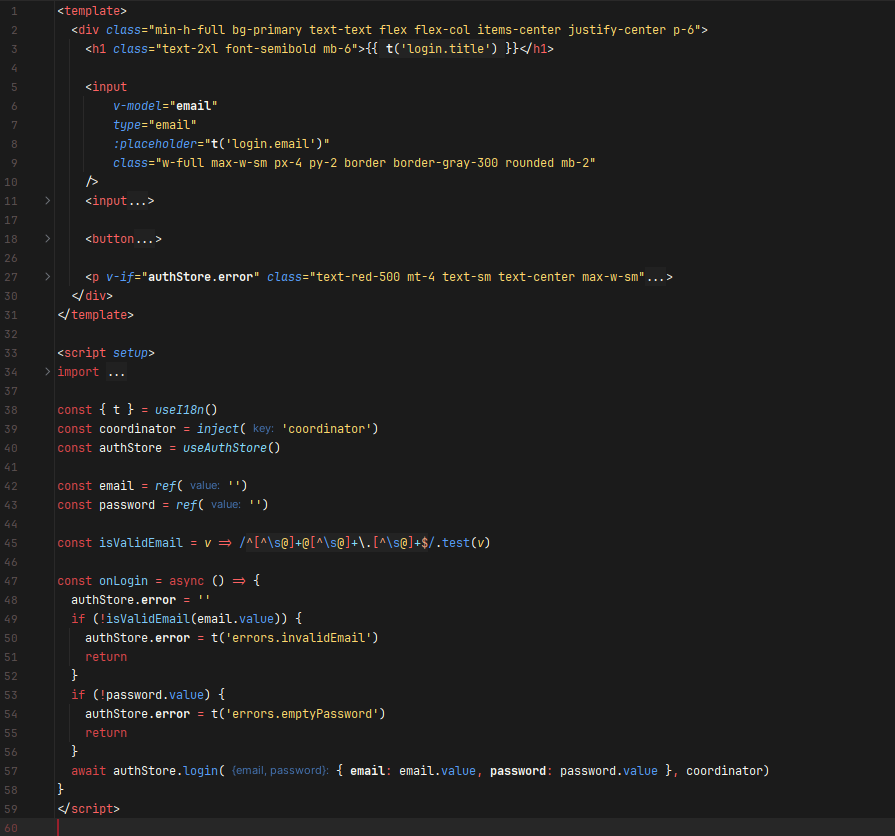 1 <template>
2 <div class="min-h-full bg-primary text-text flex flex-col items-center justify-center p-6">
3 <h1 class="text-2xl font-semibold mb-6">{{ t('login.title') }}</h1>
4
5 <input
6 v-model="email"
7 type="email"
8 :placeholder="t('login.email')"
9 class="w-full max-w-sm px-4 py-2 border border-gray-300 rounded mb-2"
10 />
11 <input...>
17
18 <button...>
26
27 <p v-if="authStore.error" class="text-red-500 mt-4 text-sm text-center max-w-sm"...>
30 </div>
31 </template>
32
33 <script setup>
34 import ...
37
38 const { t } = useI18n()
39 const coordinator = inject( key: 'coordinator')
40 const authStore = useAuthStore()
41
42 const email = ref( value: '')
43 const password = ref( value: '')
44
45 const isValidEmail = v => /^[^\s@]+@[^\s@]+\.[^\s@]+$/.test(v)
46
47 const onLogin = async () => {
48 authStore.error = ''
49 if (!isValidEmail(email.value)) {
50 authStore.error = t('errors.invalidEmail')
51 return
52 }
53 if (!password.value) {
54 authStore.error = t('errors.emptyPassword')
55 return
56 }
57 await authStore.login( {email, password}: { email: email.value, password: password.value }, coordinator)
58 }
59 </script>
60